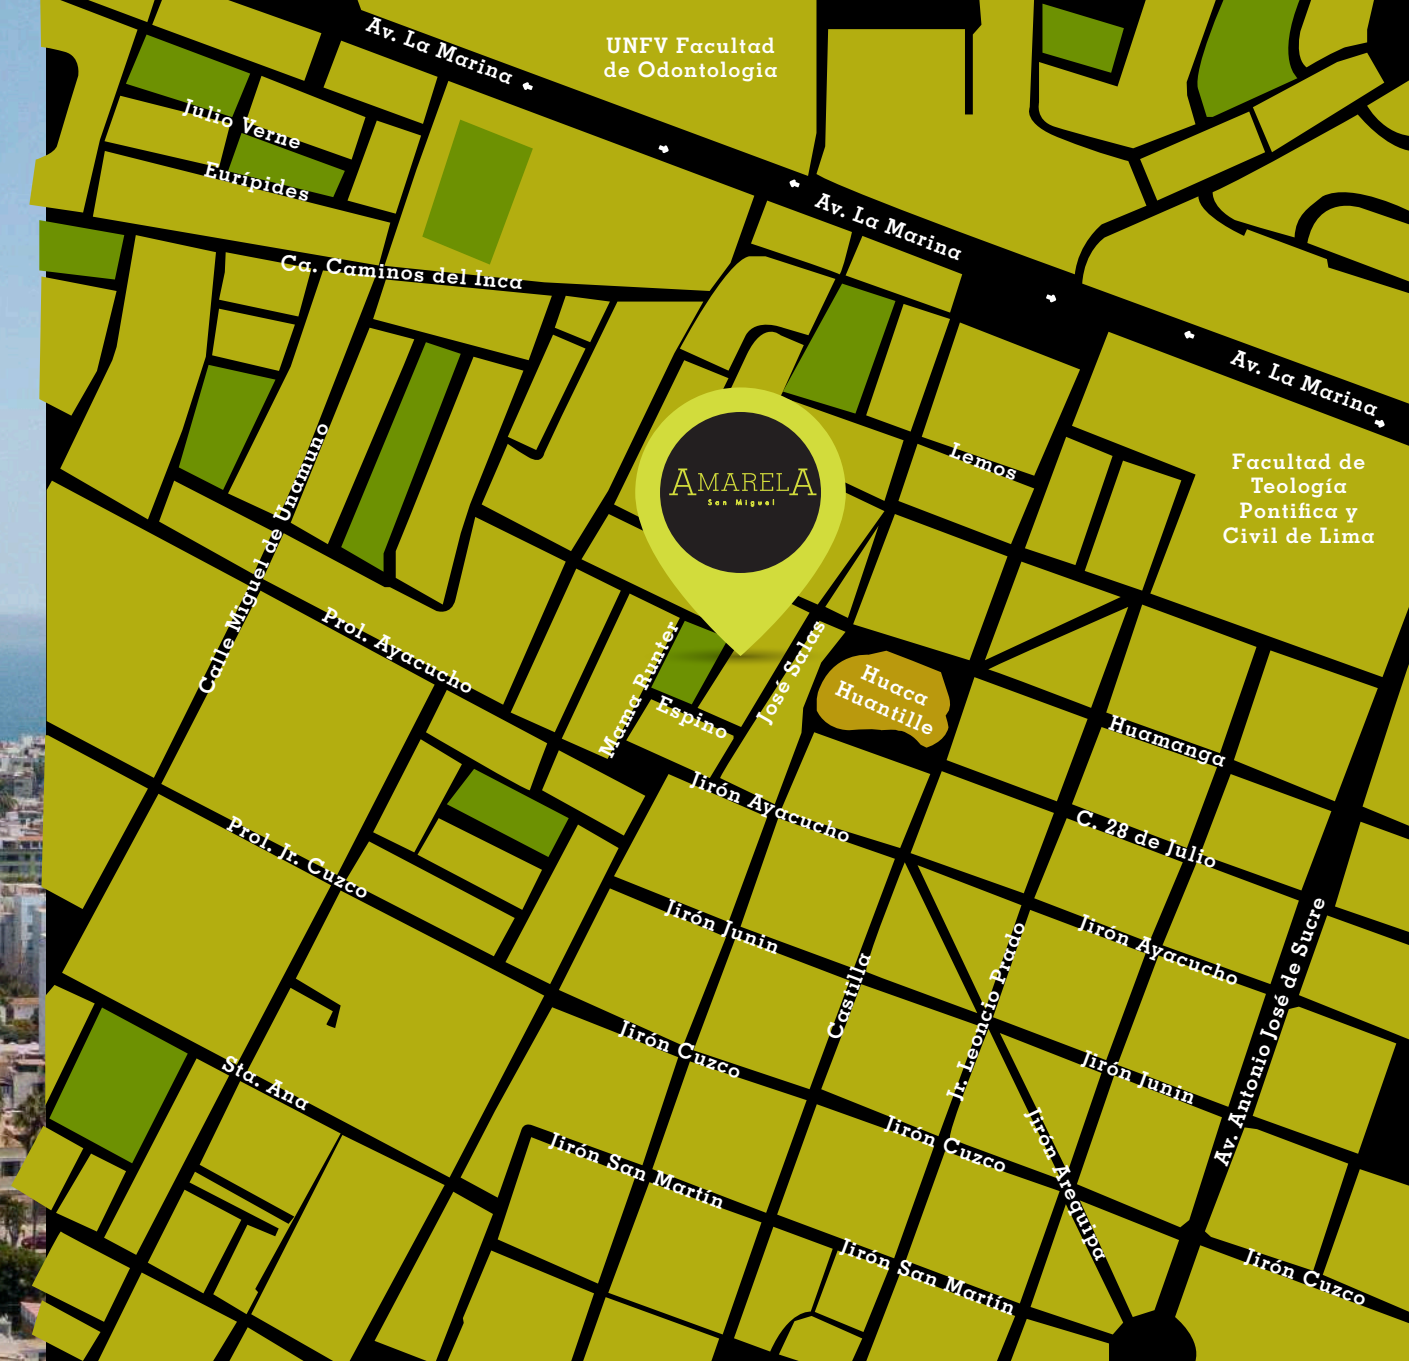 Av. La Marina
UNFV Facultad
de Odontologia
Julio Verne
Eurípides
Av. La Marina
Ca. Caminos del Inca
Av. La Marina
Lemos
Facultad de
Teología
Pontifica y
Civil de Lima
AMARELA
San Miguel
Calle Miguel de Unamuno
Prol. Ayacucho
Mama Runter
José Salas
Espino
Huaca
Huantille
Huamanga
Jirón Ayacucho
C. 28 de Julio
Prol. Jr. Cuzco
Jirón Junin
Jirón Ayacucho
Castilla
Jr. Leoncio Prado
Av. Antonio José de Sucre
Jirón Cuzco
Jirón Junin
Sta. Ana
Jirón San Martín
Jirón Cuzco
Jirón Arequipa
Jirón San Martín
Jirón Cuzco